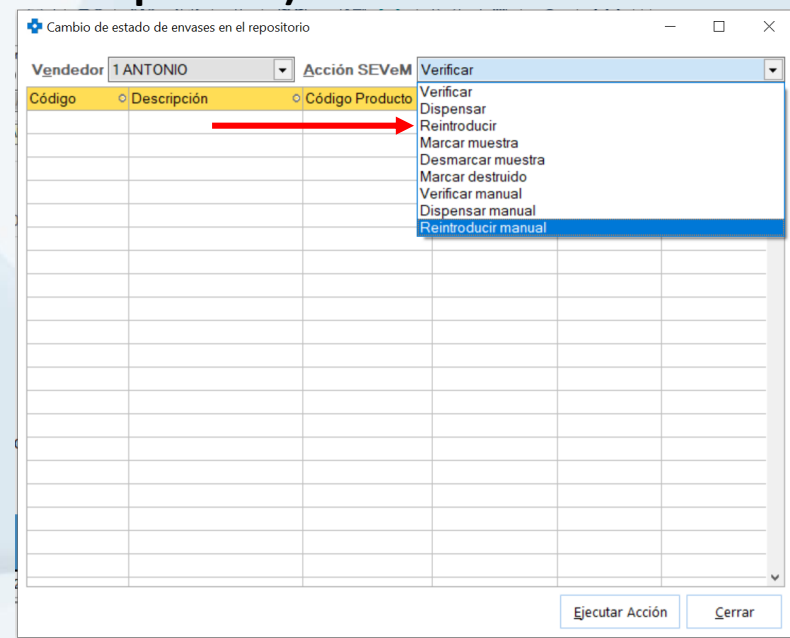 Cambio de estado de envases en el repositorio
Vendedor 1 ANTONIO Acción SEVeM Verificar
Código Descripción Código Producto
Verificar
Dispensar
Reintroducir
Marcar muestra
Desmarcar muestra
Marcar destruido
Verificar manual
Dispensar manual
Reintroducir manual
Ejecutar Acción Cerrar